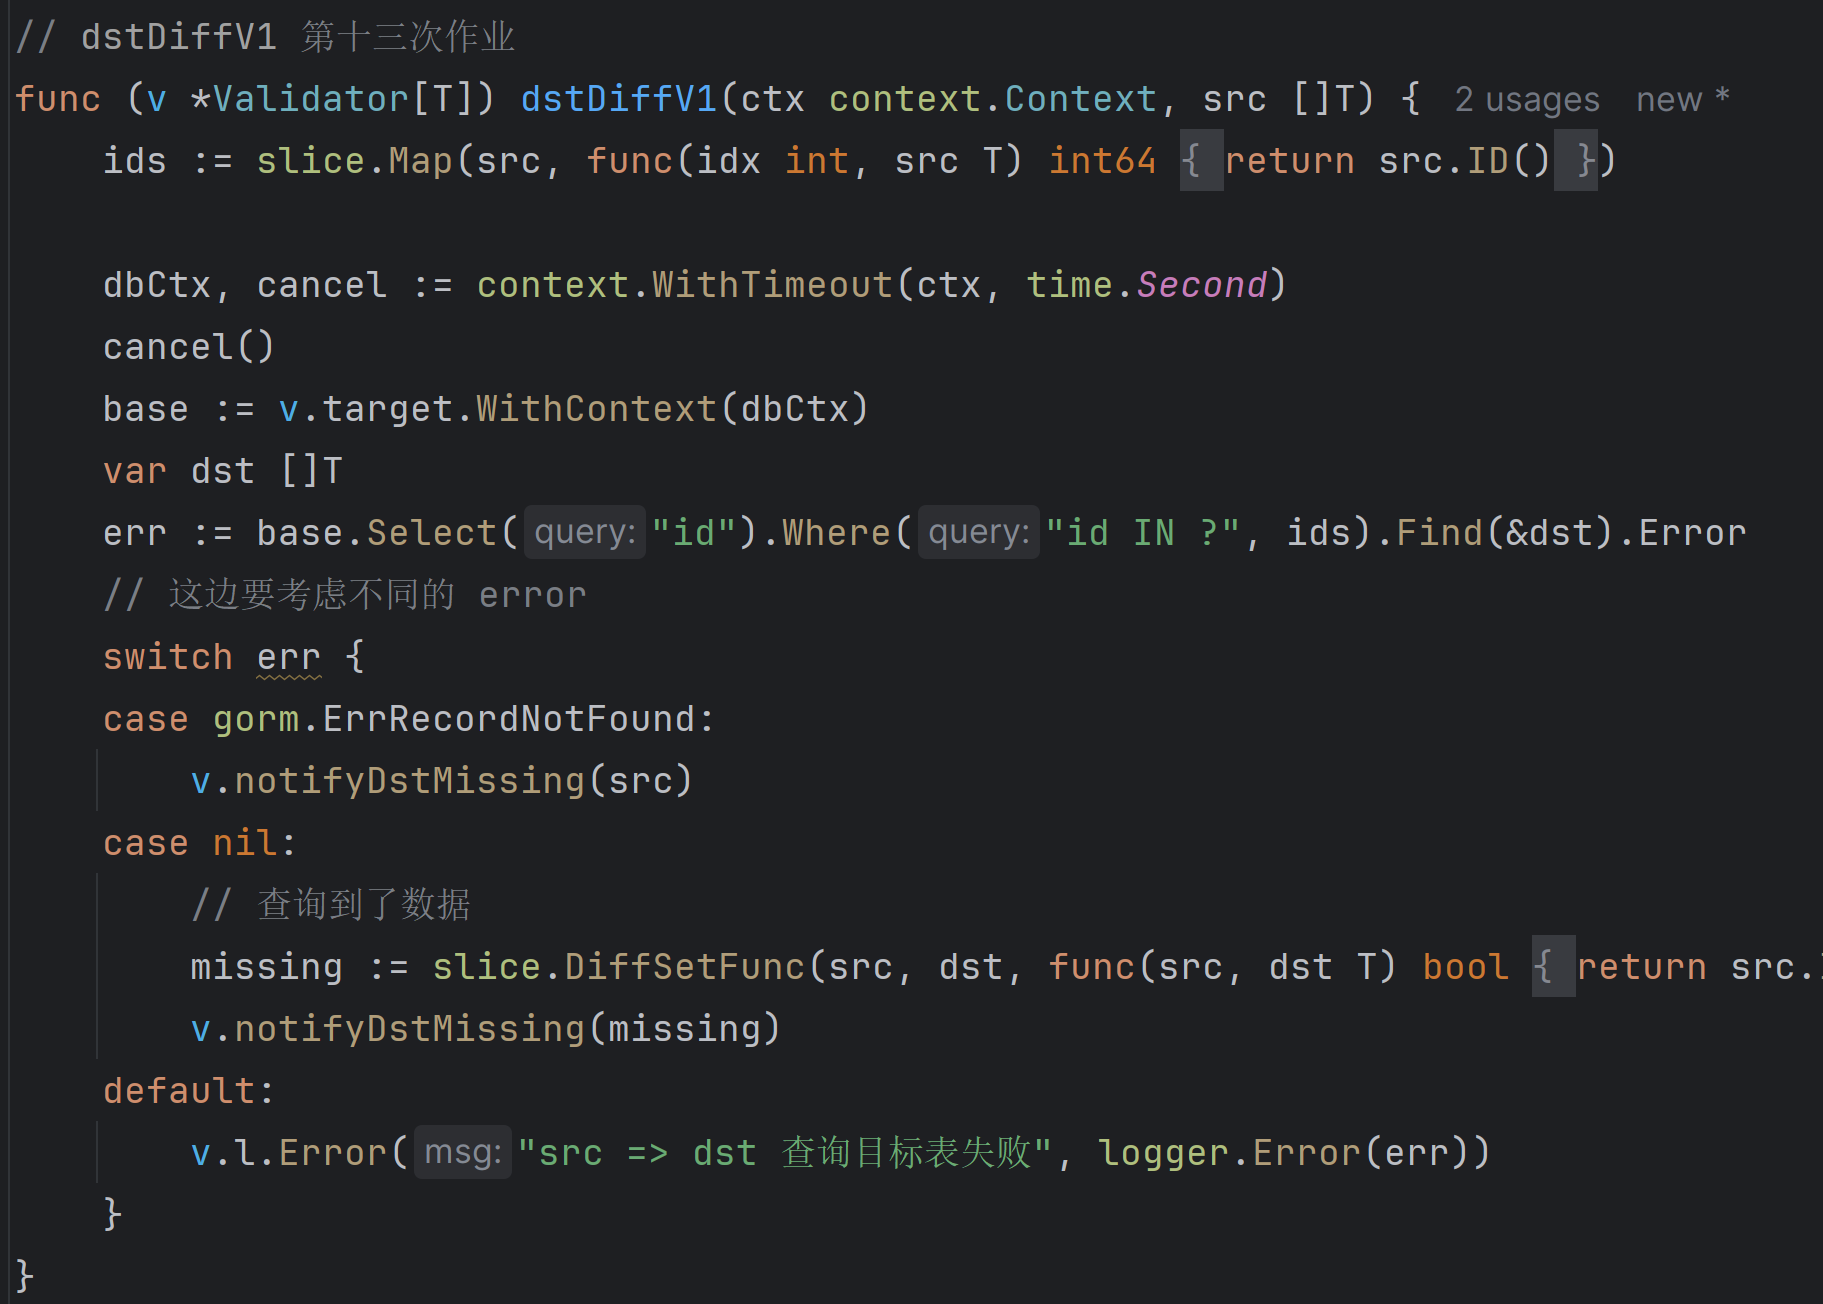 // dstDiffV1 第十三次作业
func (v *Validator[T]) dstDiffV1(ctx context.Context, src []T) { 2 usages new *
ids := slice.Map(src, func(idx int, src T) int64 { return src.ID() })
dbCtx, cancel := context.WithTimeout(ctx, time.Second)
cancel()
base := v.target.WithContext(dbCtx)
var dst []T
err := base.Select( query: "id").Where( query: "id IN ?", ids).Find(&dst).Error
// 这边要考虑不同的 error
switch err {
case gorm.ErrRecordNotFound:
v.notifyDstMissing(src)
case nil:
// 查询到了数据
missing := slice.DiffSetFunc(src, dst, func(src, dst T) bool { return src.
v.notifyDstMissing(missing)
default:
v.l.Error( msg: "src => dst 查询目标表失败", logger.Error(err))
}
}